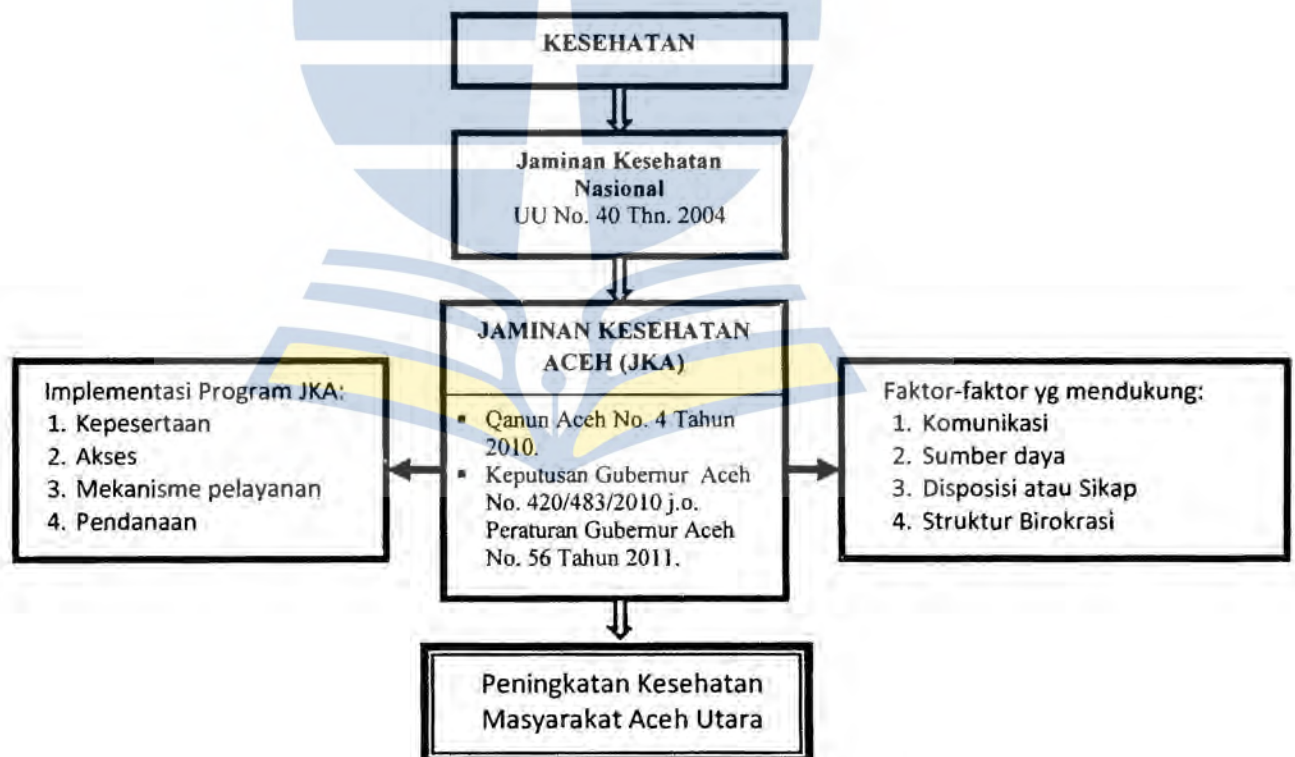 KESEHATAN
Jaminan Kesehatan
Nasional
UU No. 40 Thn. 2004
JAMINAN KESEHATAN
ACEH (JKA)
▪ Qanun Aceh No. 4 Tahun
2010.
▪ Keputusan Gubernur Aceh
No. 420/483/2010 j.o.
Peraturan Gubernur Aceh
No. 56 Tahun 2011.
Implementasi Program JKA:
1. Kepesertaan
2. Akses
3. Mekanisme pelayanan
4. Pendanaan
Faktor-faktor yg mendukung:
1. Komunikasi
2. Sumber daya
3. Disposisi atau Sikap
4. Struktur Birokrasi
Peningkatan Kesehatan
Masyarakat Aceh Utara